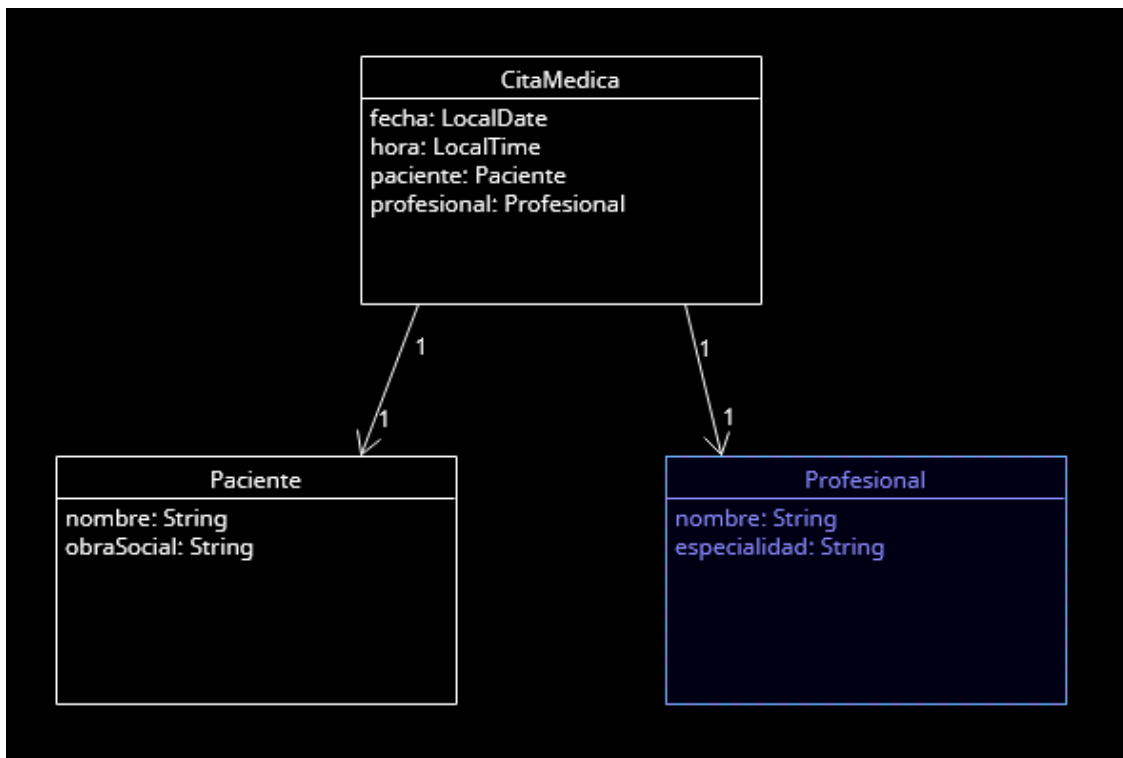 CitaMedica
fecha: LocalDate
hora: LocalTime
paciente: Paciente
profesional: Profesional
1
1
1
1
Paciente
nombre: String
obraSocial: String
Profesional
nombre: String
especialidad: String